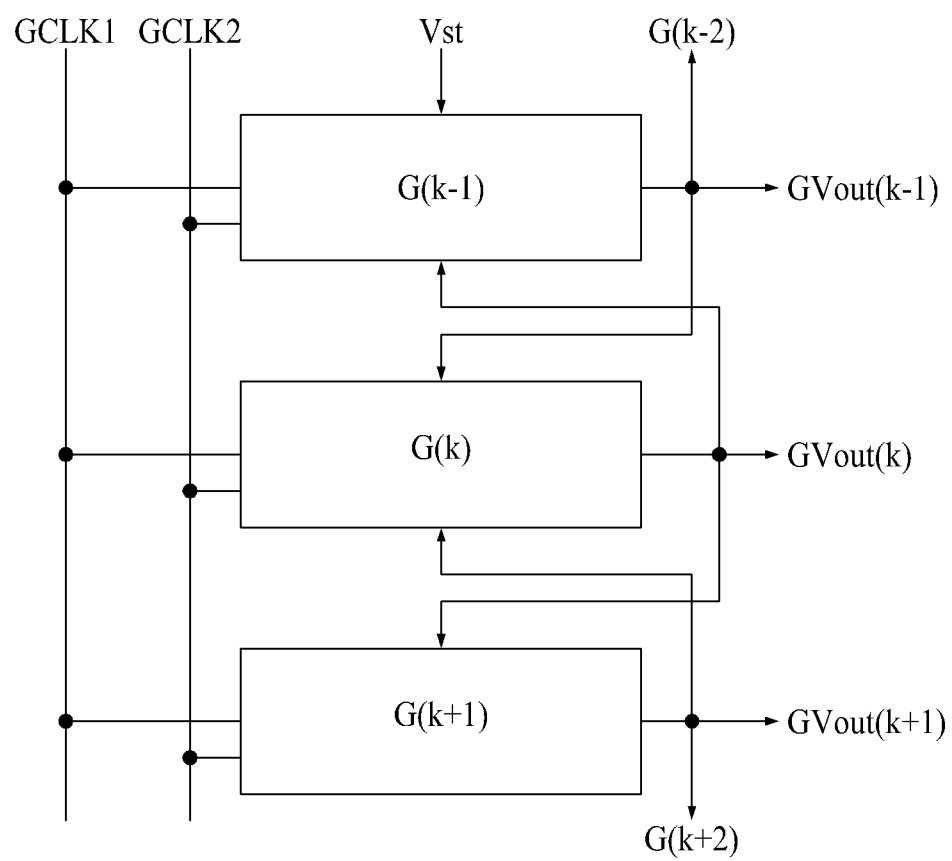 GCLK1 GCLK2 Vst G(k-2)
G(k-1) GVout(k-1)
G(k) GVout(k)
G(k+1) GVout(k+1)
G(k+2)